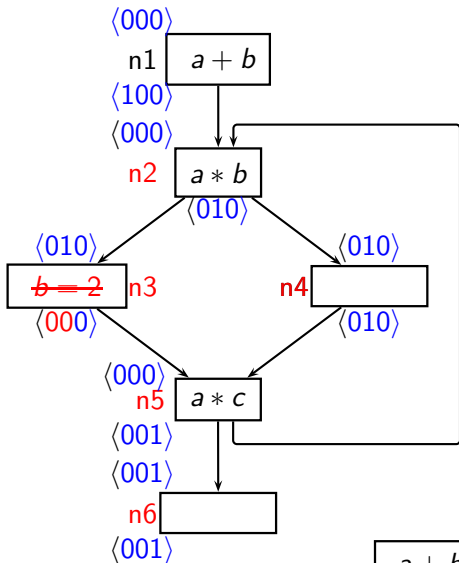 ⟨000⟩
n1 a + b
⟨100⟩
⟨000⟩
n2 a ∗ b
⟨010⟩
⟨010⟩ ⟨010⟩
b = 2 n3 n4
⟨000⟩ ⟨010⟩
⟨000⟩
n5 a ∗ c
⟨001⟩
⟨001⟩
n6
⟨001⟩
a + b